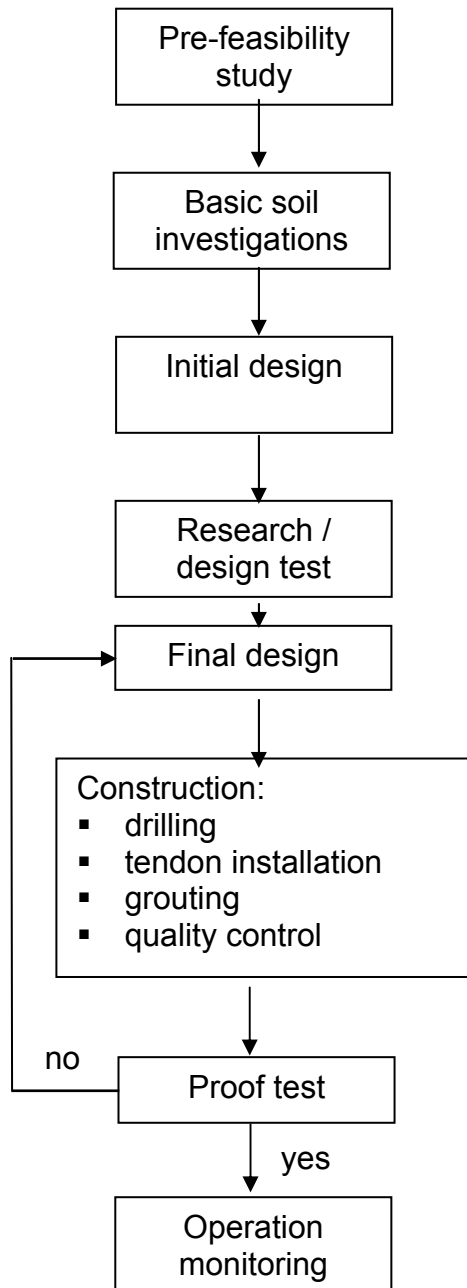 Pre-feasibility
study
Basic soil
investigations
Initial design
Research /
design test
Final design
Construction:
▪ drilling
▪ tendon installation
▪ grouting
▪ quality control
no
Proof test
yes
Operation
monitoring